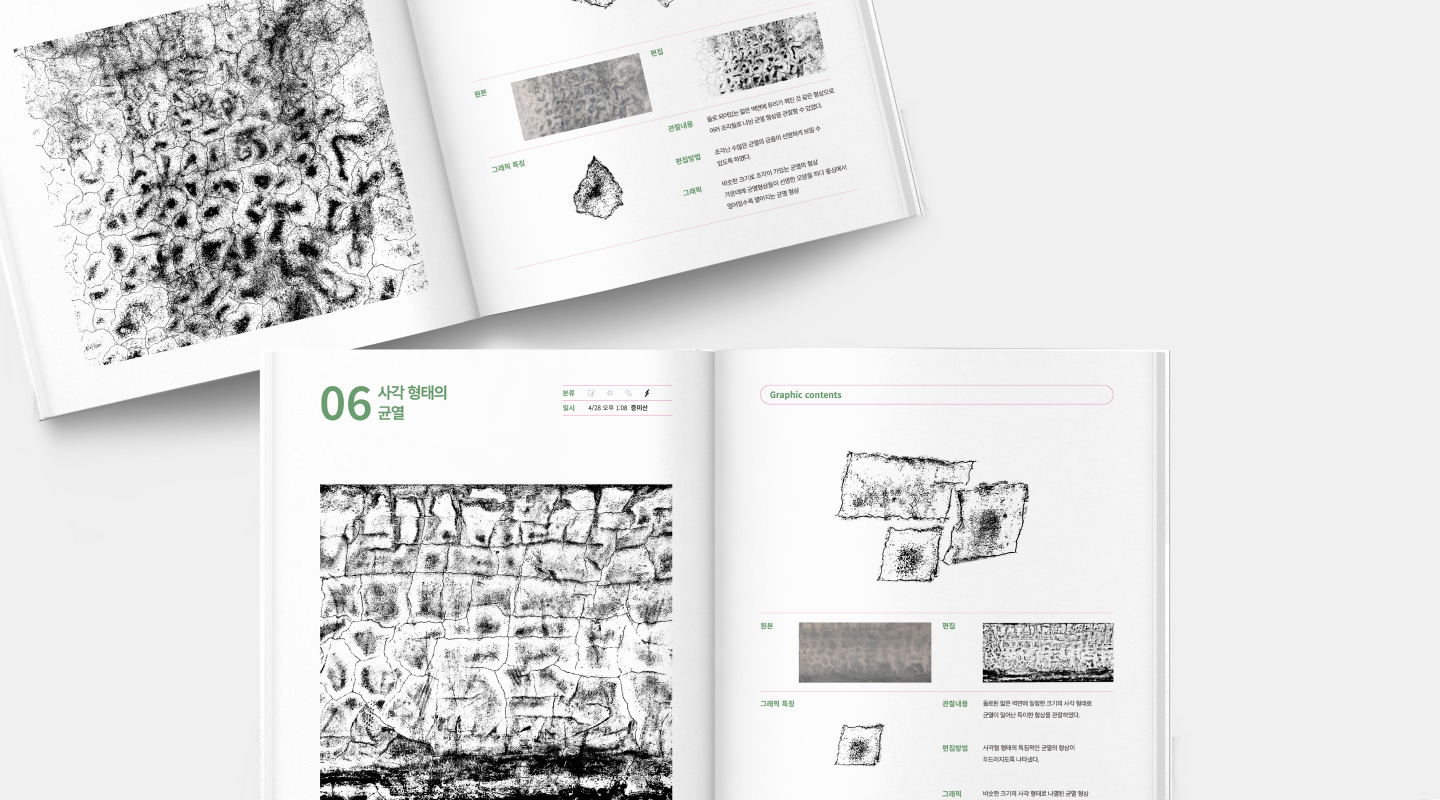 원본
편집
관찰내용
돌로 되어있는 얇은 벽면에 유리가 깨진 것 같은 형상으로
여러 조각들로 나뉜 균열 형상을 관찰할 수 있었다.
그래픽 특징
편집방법
조각난 수많은 균열의 금들이 선명하게 보일 수
있도록 하였다.
그래픽
비슷한 크기로 조각이 가있는 균열의 형상
가운데에 균열형상들이 선명한 모양을 하다 중심에서
멀어질수록 옅어지는 균열 형상
06 사각 형태의
균열
분류
일시 4/28 오후 1:08 증미산
Graphic contents
원본
편집
그래픽 특징
관찰내용
돌로된 얇은 벽면에 일정한 크기의 사각 형태로
균열이 일어난 특이한 형상을 관찰하였다.
편집방법
사각형 형태의 특징적인 균열의 형상이
두드러지도록 나타냈다.
그래픽
비슷한 크기의 사각 형태로 나열된 균열 형상